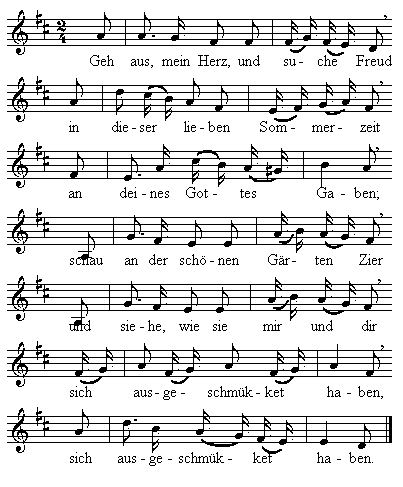 2/4
Geh aus, mein Herz, und su - che Freud
in die - ser lie - ben Som - mer - zeit
an dei - nes Got - tes Ga - ben;
schau an der schö - nen Gär - ten Zier
und sie - he, wie sie mir und dir
sich aus - ge - schmük - ket ha - ben,
sich aus - ge - schmük - ket ha - ben.